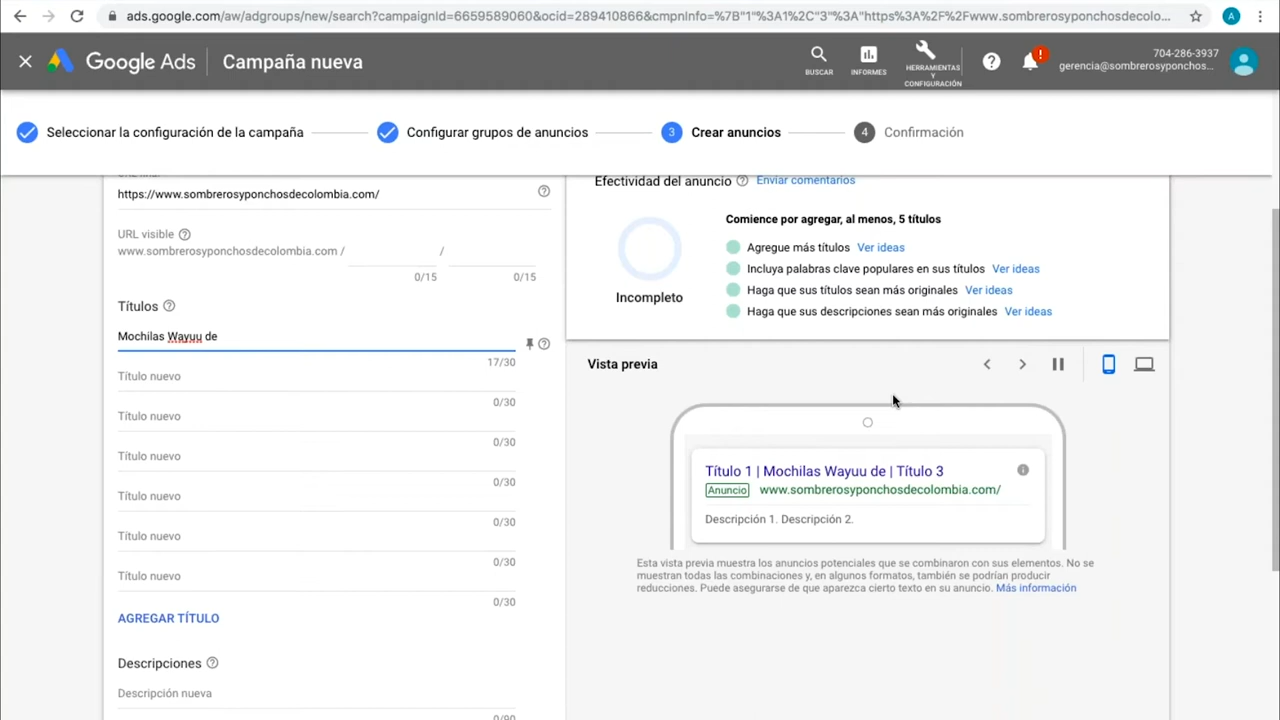 ads.google.com/aw/adgroups/new/search?campaignId=6659589060&ocid=289410866&cmpnInfo=%7B"1"%3A1%2C"3"%3A"https%3A%2F%2Fwww.sombrerosyponchosdecolo...
A
Google Ads
Campaña nueva
BUSCAR
INFORMES
HERRAMIENTAS
Y
CONFIGURACIÓN
!
704-286-3937
gerencia@sombrerosyponchos...
Seleccionar la configuración de la campaña
Configurar grupos de anuncios
3 Crear anuncios
4 Confirmación
https://www.sombrerosyponchosdecolombia.com/
URL visible
www.sombrerosyponchosdecolombia.com /
/
0/15
0/15
Títulos
Mochilas Wayuu de
17/30
Título nuevo
0/30
Título nuevo
0/30
Título nuevo
0/30
Título nuevo
0/30
Título nuevo
0/30
Título nuevo
0/30
AGREGAR TÍTULO
Descripciones
Descripción nueva
0/90
Efectividad del anuncio Enviar comentarios
Incompleto
Comience por agregar, al menos, 5 títulos
Agregue más títulos Ver ideas
Incluya palabras clave populares en sus títulos Ver ideas
Haga que sus títulos sean más originales Ver ideas
Haga que sus descripciones sean más originales Ver ideas
Vista previa
Título 1 | Mochilas Wayuu de | Título 3
Anuncio www.sombrerosyponchosdecolombia.com/
Descripción 1. Descripción 2.
Esta vista previa muestra los anuncios potenciales que se combinaron con sus elementos. No se
muestran todas las combinaciones y, en algunos formatos, también se podrían producir
reducciones. Puede asegurarse de que aparezca cierto texto en su anuncio. Más información